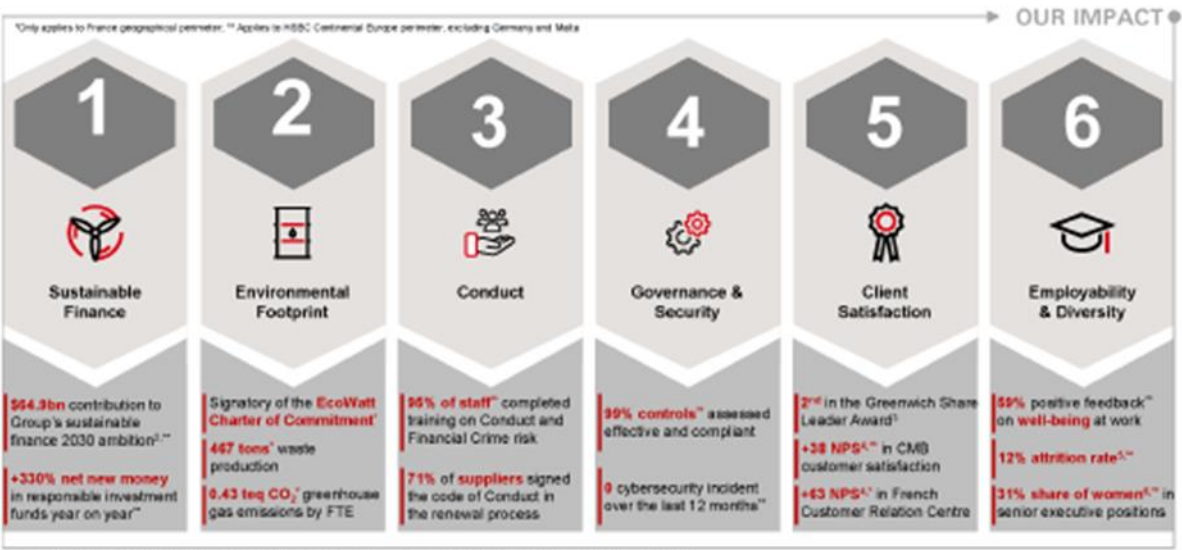 OUR IMPACT
*Only applies to France geographical perimeter, ** Applies to HSBC Continental Europe perimeter, excluding Germany and Malta
1
Sustainable
Finance
$64.9bn contribution to
Group's sustainable
finance 2030 ambition
+330% net new money
in responsible investment
funds year on year**
2
Environmental
Footprint
Signatory of the EcoWatt
Charter of Commitment*
467 tons* waste
production
0.43 teq CO2* greenhouse
gas emissions by FTE
3
Conduct
staff** completed
training on Conduct and
Financial Crime risk
71% of suppliers signed
the code of Conduct in
the renewal process
4
Governance &
Security
99% controls** assessed
effective and compliant
0 cybersecurity incident
over the last 12 months**
5
Client
Satisfaction
2nd in the Greenwich Share
Leader Award
+38 NPS in CMB
customer satisfaction
+63 NPS in French
Customer Relation Centre
6
Employability
& Diversity
positive feedback**
on well-being at work
12% attrition rate
31% share of women in
senior executive positions